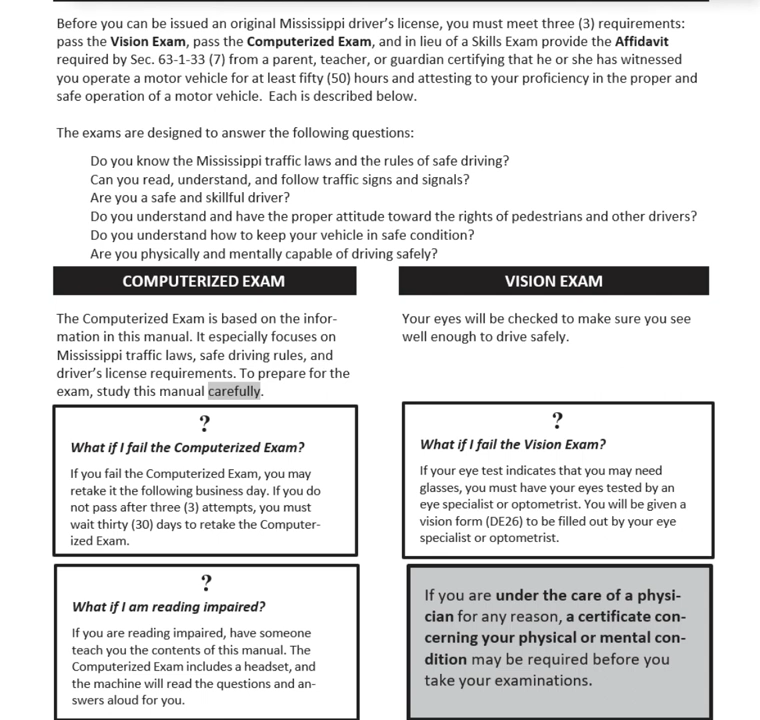 Before you can be issued an original Mississippi driver’s license, you must meet three (3) requirements:
pass the Vision Exam, pass the Computerized Exam, and in lieu of a Skills Exam provide the Affidavit
required by Sec. 63-1-33 (7) from a parent, teacher, or guardian certifying that he or she has witnessed
you operate a motor vehicle for at least fifty (50) hours and attesting to your proficiency in the proper and
safe operation of a motor vehicle. Each is described below.
The exams are designed to answer the following questions:
Do you know the Mississippi traffic laws and the rules of safe driving?
Can you read, understand, and follow traffic signs and signals?
Are you a safe and skillful driver?
Do you understand and have the proper attitude toward the rights of pedestrians and other drivers?
Do you understand how to keep your vehicle in safe condition?
Are you physically and mentally capable of driving safely?
COMPUTERIZED EXAM
The Computerized Exam is based on the infor-
mation in this manual. It especially focuses on
Mississippi traffic laws, safe driving rules, and
driver’s license requirements. To prepare for the
exam, study this manual carefully.
?
What if I fail the Computerized Exam?
If you fail the Computerized Exam, you may
retake it the following business day. If you do
not pass after three (3) attempts, you must
wait thirty (30) days to retake the Computer-
ized Exam.
?
What if I am reading impaired?
If you are reading impaired, have someone
teach you the contents of this manual. The
Computerized Exam includes a headset, and
the machine will read the questions and an-
swers aloud for you.
VISION EXAM
Your eyes will be checked to make sure you see
well enough to drive safely.
?
What if I fail the Vision Exam?
If your eye test indicates that you may need
glasses, you must have your eyes tested by an
eye specialist or optometrist. You will be given a
vision form (DE26) to be filled out by your eye
specialist or optometrist.
If you are under the care of a physi-
cian for any reason, a certificate con-
cerning your physical or mental con-
dition may be required before you
take your examinations.